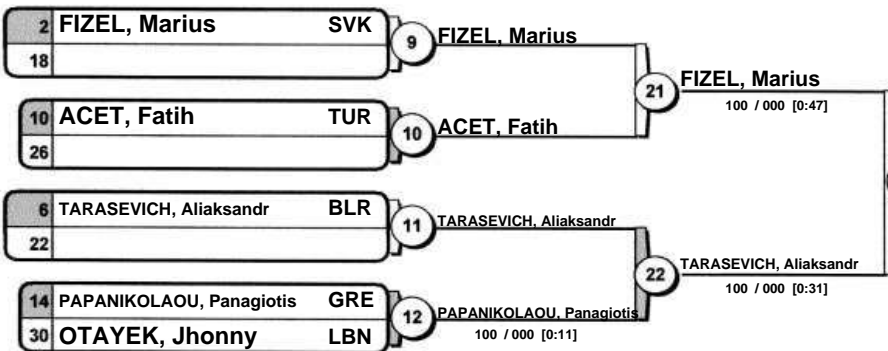 2 FIZEL, Marius SVK
18
9 FIZEL, Marius
10 ACET, Fatih TUR
26
10 ACET, Fatih
21 FIZEL, Marius
100 / 000 [0:47]
6 TARASEVICH, Aliaksandr BLR
22
11 TARASEVICH, Aliaksandr
14 PAPANIKOLAOU, Panagiotis GRE
30 OTAYEK, Jhonny LBN
12 PAPANIKOLAOU, Panagiotis
100 / 000 [0:11]
22 TARASEVICH, Aliaksandr
100 / 000 [0:31]